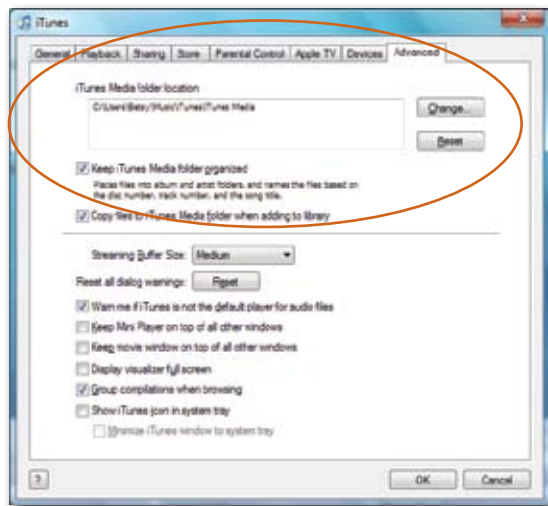 iTunes
General Playback Sharing Store Parental Control Apple TV Devices Advanced
iTunes Media folder location
C:\Users\Betsy\Music\iTunes\iTunes Media
Change...
Reset
Keep iTunes Media folder organized
Places files into album and artist folders, and names the files based on
the disc number, track number, and the song title.
Copy files to iTunes Media folder when adding to library
Streaming Buffer Size: Medium
Reset all dialog warnings: Reset
Warn me if iTunes is not the default player for audio files
Keep Mini Player on top of all other windows
Keep movie window on top of all other windows
Display visualizer full screen
Group compilations when browsing
Show iTunes icon in system tray
Minimize iTunes window to system tray
? OK Cancel